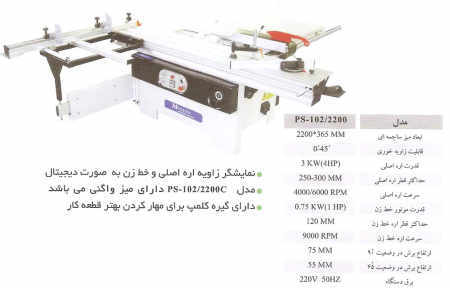 PS-102/2200 مدل
2200*365 MM ابعاد میز ساچمه ای
0˚45˚ قابلیت زاویه خوری
3 KW(4HP) قدرت اره اصلی
250-300 MM حداکثر قطر اره اصلی
4000/6000 RPM سرعت اره اصلی
0.75 KW(1 HP) قدرت موتور خط زن
120 MM حداکثر قطر اره خط زن
9000 RPM سرعت اره خط زن
75 MM ارتفاع برش در وضعیت ۹۰
55 MM ارتفاع برش در وضعیت ۴۵
220V 50HZ برق دستگاه
نمایشگر زاویه اره اصلی و خط زن به صورت دیجیتال
مدل PS-102/2200C دارای میز واگنی می باشد
دارای گیره کلمپ برای مهار کردن بهتر قطعه کار